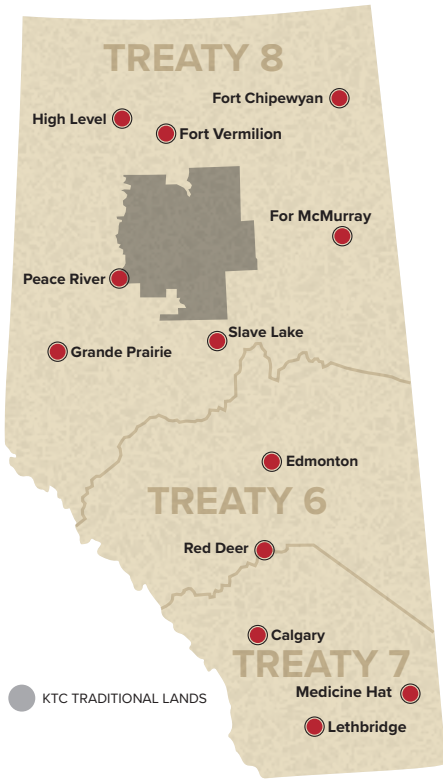 TREATY 8
Fort Chipewyan
High Level
Fort Vermilion
For McMurray
Peace River
Slave Lake
Grande Prairie
Edmonton
TREATY 6
Red Deer
Calgary
TREATY 7
Medicine Hat
KTC TRADITIONAL LANDS
Lethbridge